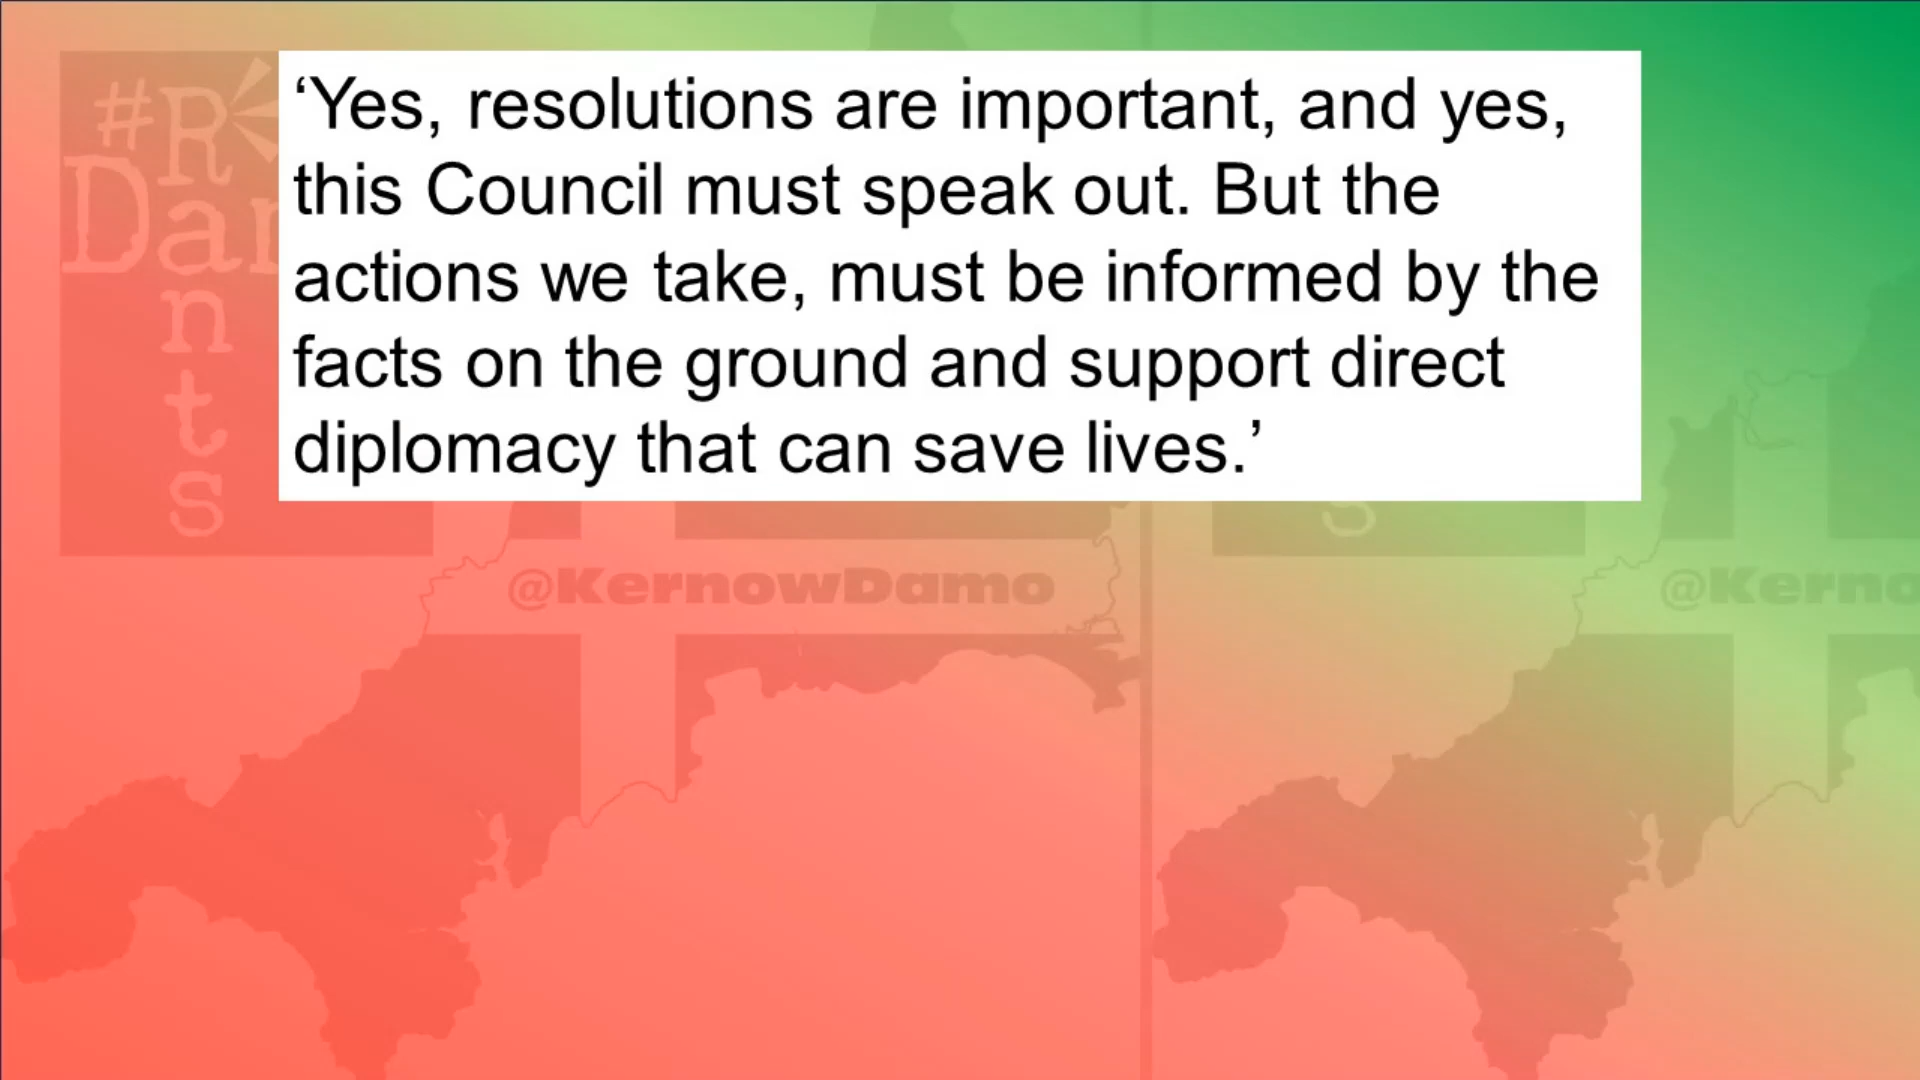 ‘Yes, resolutions are important, and yes,
this Council must speak out. But the
actions we take, must be informed by the
facts on the ground and support direct
diplomacy that can save lives.’
@KernowDamo